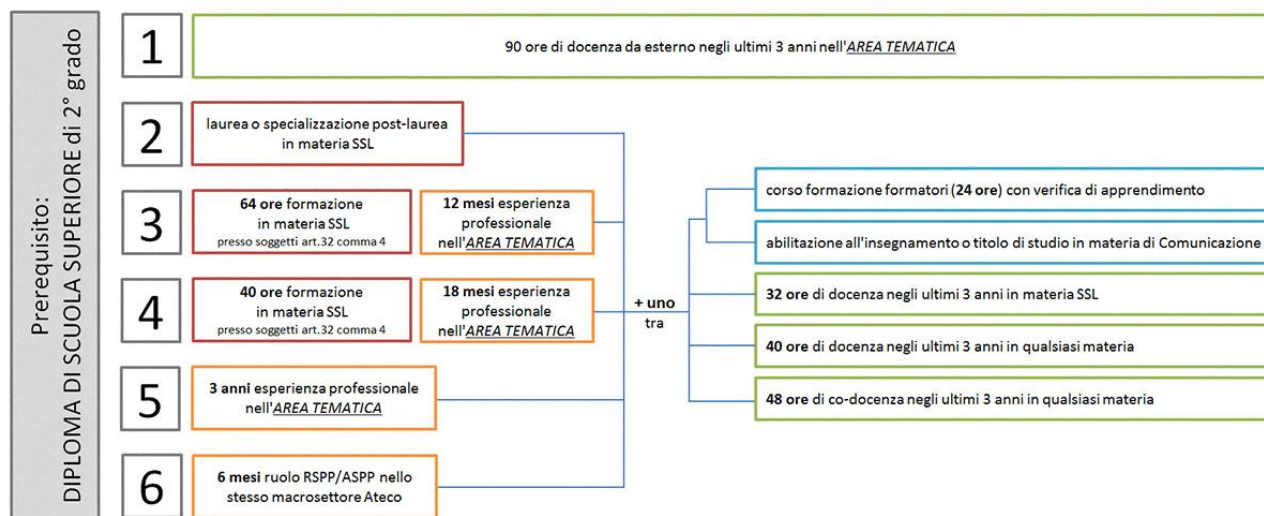 Prerequisito:
DIPLOMA DI SCUOLA SUPERIORE di 2° grado
1
90 ore di docenza da esterno negli ultimi 3 anni nell'AREA TEMATICA
2
laurea o specializzazione post-laurea
in materia SSL
3
64 ore formazione
in materia SSL
presso soggetti art.32 comma 4
12 mesi esperienza
professionale
nell'AREA TEMATICA
4
40 ore formazione
in materia SSL
presso soggetti art.32 comma 4
18 mesi esperienza
professionale
nell'AREA TEMATICA
5
3 anni esperienza professionale
nell'AREA TEMATICA
6
6 mesi ruolo RSPP/ASPP nello
stesso macrosettore Ateco
+ uno
tra
corso formazione formatori (24 ore) con verifica di apprendimento
abilitazione all'insegnamento o titolo di studio in materia di Comunicazione
32 ore di docenza negli ultimi 3 anni in materia SSL
40 ore di docenza negli ultimi 3 anni in qualsiasi materia
48 ore di co-docenza negli ultimi 3 anni in qualsiasi materia